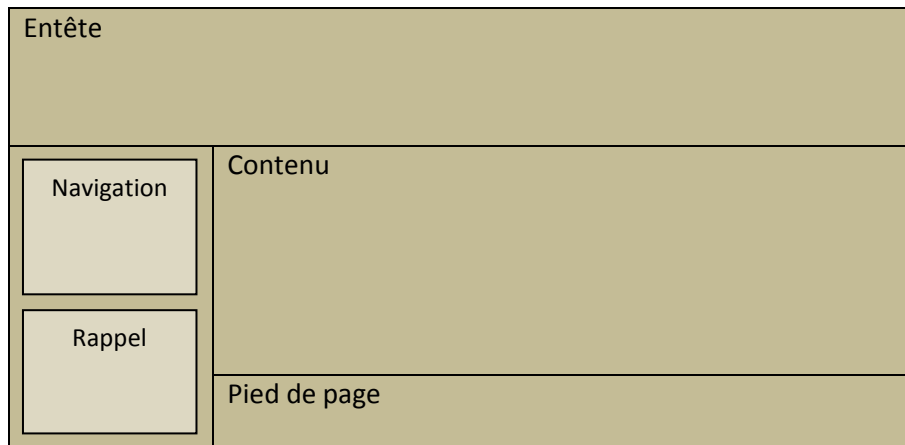 Entête
Navigation
Contenu
Rappel
Pied de page